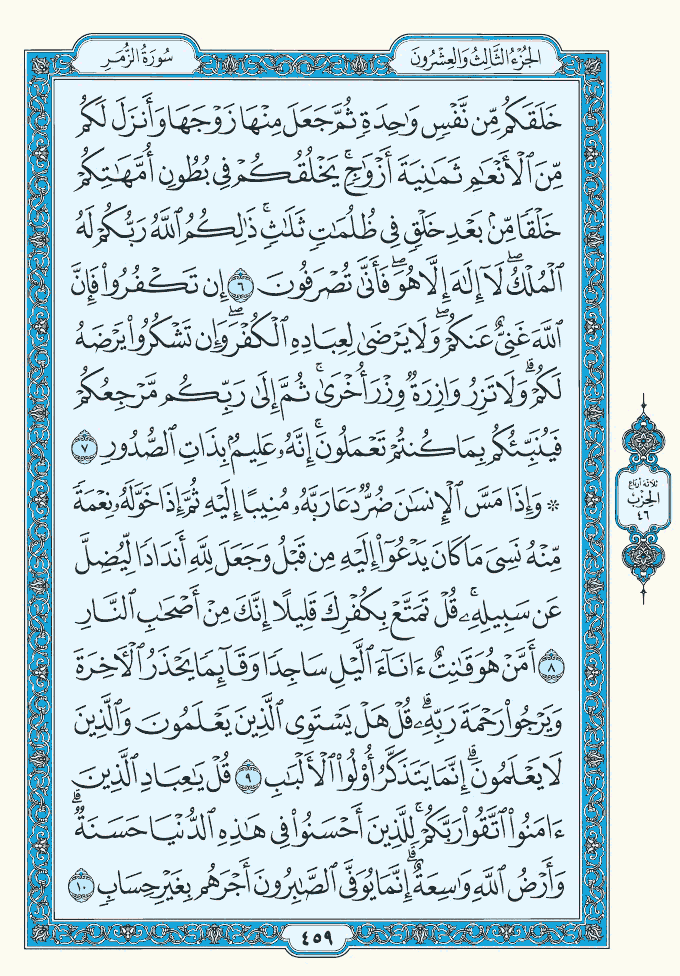 سُورَةُ الزُّمَرِ
الجُزْءُ الثَّالِثُ وَالعِشْرُونَ
خَلَقَكُم مِّن نَّفْسٍ وَٰحِدَةٍ ثُمَّ جَعَلَ مِنْهَا زَوْجَهَا وَأَنزَلَ لَكُم
مِّنَ ٱلْأَنْعَٰمِ ثَمَٰنِيَةَ أَزْوَٰجٍۚ يَخْلُقُكُمْ فِى بُطُونِ أُمَّهَٰتِكُمْ
خَلْقًا مِّنۢ بَعْدِ خَلْقٍ فِى ظُلُمَٰتٍ ثَلَٰثٍۚ ذَٰلِكُمُ ٱللَّهُ رَبُّكُمْ لَهُ
ٱلْمُلْكُۖ لَآ إِلَٰهَ إِلَّا هُوَۖ فَأَنَّىٰ تُصْرَفُونَ ٦ إِن تَكْفُرُوا۟ فَإِنَّ
ٱللَّهَ غَنِىٌّ عَنكُمْۖ وَلَا يَرْضَىٰ لِعِبَادِهِ ٱلْكُفْرَۖ وَإِن تَشْكُرُوا۟ يَرْضَهُ
لَكُمْۗ وَلَا تَزِرُ وَازِرَةٌ وِزْرَ أُخْرَىٰۚ ثُمَّ إِلَىٰ رَبِّكُم مَّرْجِعُكُمْ
فَيُنَبِّئُكُم بِمَا كُنتُمْ تَعْمَلُونَۚ إِنَّهُۥ عَلِيمٌۢ بِذَاتِ ٱلصُّدُورِ ٧
۞ وَإِذَا مَسَّ ٱلْإِنسَٰنَ ضُرٌّ دَعَا رَبَّهُۥ مُنِيبًا إِلَيْهِ ثُمَّ إِذَا خَوَّلَهُۥ نِعْمَةً
مِّنْهُ نَسِىَ مَا كَانَ يَدْعُوٓا۟ إِلَيْهِ مِن قَبْلُ وَجَعَلَ لِلَّهِ أَندَادًا لِّيُضِلَّ
عَن سَبِيلِهِۦۚ قُلْ تَمَتَّعْ بِكُفْرِكَ قَلِيلًا إِنَّكَ مِنْ أَصْحَٰبِ ٱلنَّارِ
٨ أَمَّنْ هُوَ قَٰنِتٌ ءَانَآءَ ٱلَّيْلِ سَاجِدًا وَقَآئِمًا يَحْذَرُ ٱلْءَاخِرَةَ
وَيَرْجُوا۟ رَحْمَةَ رَبِّهِۦۗ قُلْ هَلْ يَسْتَوِى ٱلَّذِينَ يَعْلَمُونَ وَٱلَّذِينَ
لَا يَعْلَمُونَۗ إِنَّمَا يَتَذَكَّرُ أُو۟لُوا۟ ٱلْأَلْبَٰبِ ٩ قُلْ يَٰعِبَادِ ٱلَّذِينَ
ءَامَنُوا۟ ٱتَّقُوا۟ رَبَّكُمْۚ لِلَّذِينَ أَحْسَنُوا۟ فِى هَٰذِهِ ٱلدُّنْيَا حَسَنَةٌۗ
وَأَرْضُ ٱللَّهِ وَٰسِعَةٌۗ إِنَّمَا يُوَفَّى ٱلصَّٰبِرُونَ أَجْرَهُم بِغَيْرِ حِسَابٍ ١٠
ثلاثة أرباع
الحزب
٤٦
٤٥٩